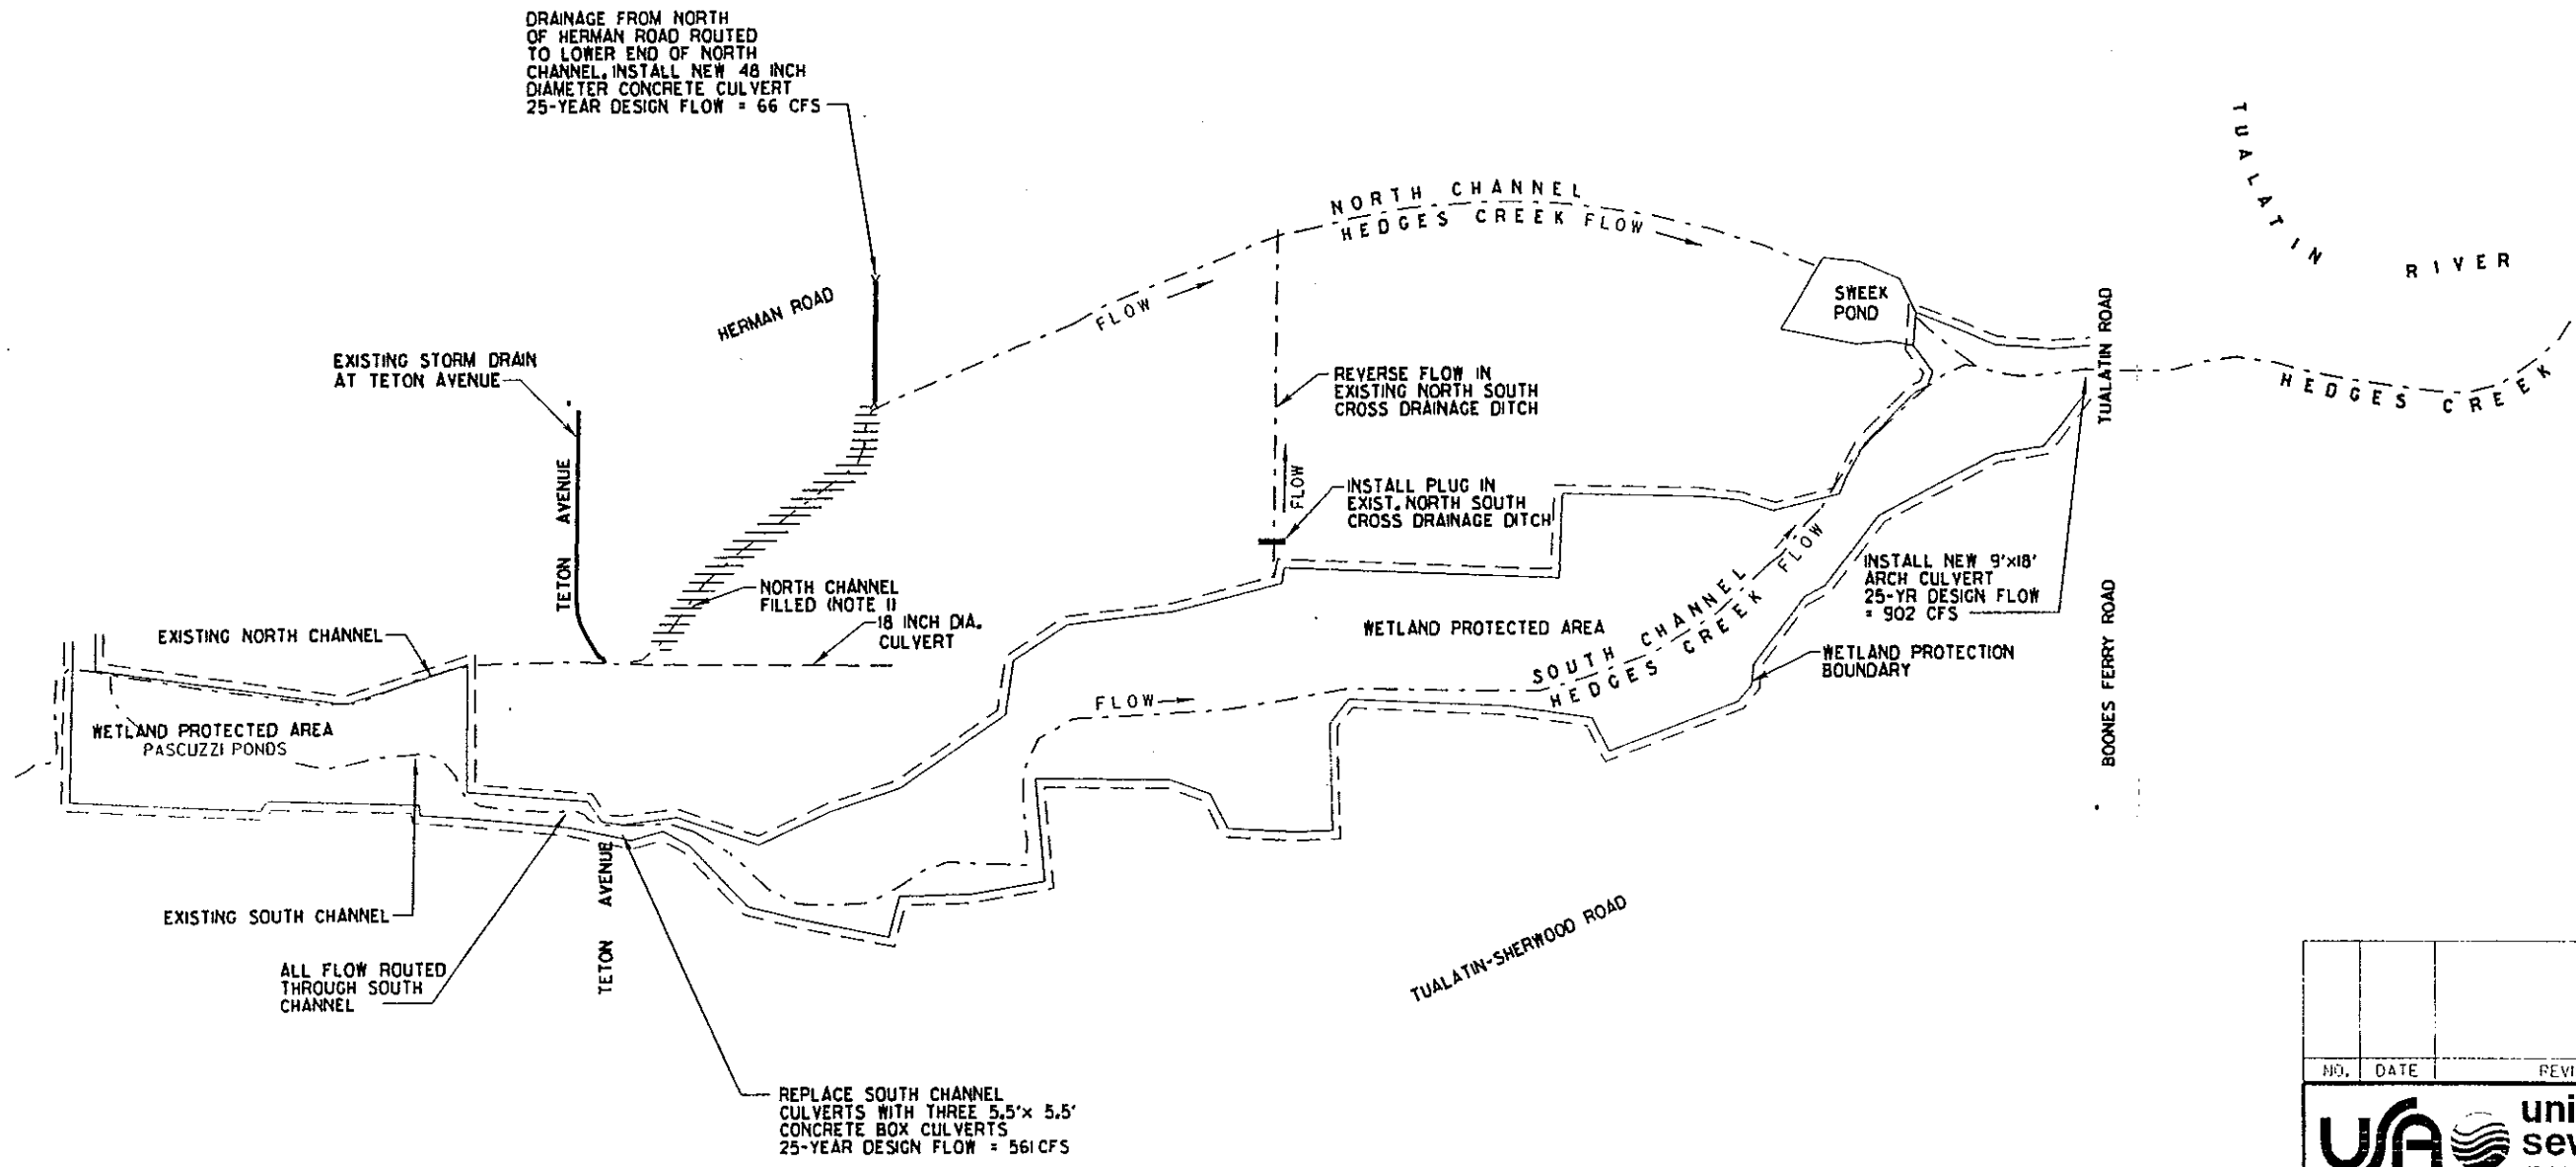 DRAINAGE FROM NORTH
OF HERMAN ROAD ROUTED
TO LOWER END OF NORTH
CHANNEL. INSTALL NEW 48 INCH
DIAMETER CONCRETE CULVERT
25-YEAR DESIGN FLOW = 66 CFS
TUALATIN
RIVER
NORTH CHANNEL
HEDGES CREEK FLOW
HERMAN ROAD
FLOW
SWEEK
POND
TUALATIN ROAD
EXISTING STORM DRAIN
AT TETON AVENUE
REVERSE FLOW IN
EXISTING NORTH SOUTH
CROSS DRAINAGE DITCH
HEDGES CREEK
TETON AVENUE
FLOW
INSTALL PLUG IN
EXIST. NORTH SOUTH
CROSS DRAINAGE DITCH
FLOW
INSTALL NEW 9'x18'
ARCH CULVERT
25-YR DESIGN FLOW
= 902 CFS
NORTH CHANNEL
FILLED (NOTE 1)
18 INCH DIA.
CULVERT
EXISTING NORTH CHANNEL
WETLAND PROTECTED AREA
SOUTH CHANNEL
HEDGES CREEK
WETLAND PROTECTION
BOUNDARY
BOONES FERRY ROAD
FLOW
WETLAND PROTECTED AREA
PASCUZZI PONDS
EXISTING SOUTH CHANNEL
TETON AVENUE
ALL FLOW ROUTED
THROUGH SOUTH
CHANNEL
TUALATIN-SHERWOOD ROAD
REPLACE SOUTH CHANNEL
CULVERTS WITH THREE 5.5'x 5.5'
CONCRETE BOX CULVERTS
25-YEAR DESIGN FLOW = 561 CFS
NO. DATE REVI
USA
uni
sev